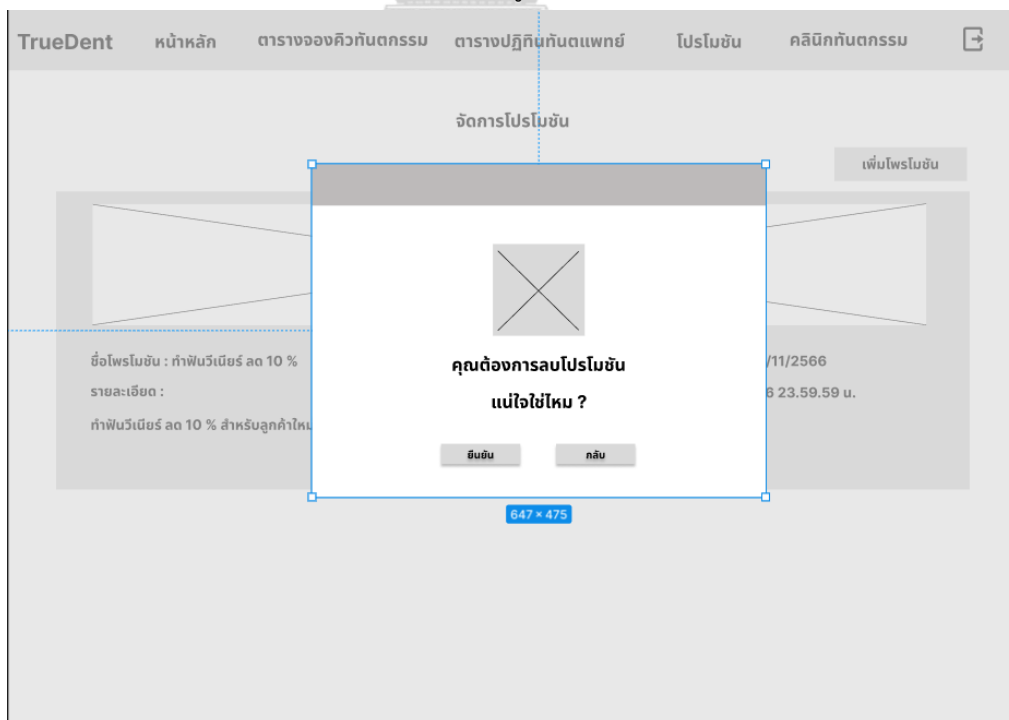 TrueDent หน้าหลัก ตารางจองคิวทันตกรรม ตารางปฏิทินทันตแพทย์ โปรโมชัน คลินิกทันตกรรม
จัดการโปรโมชัน
เพิ่มโพรโมชัน
ชื่อโพรโมชัน : ทำฟันวีเนียร์ ลด 10 %
/11/2566
รายละเอียด :
6 23.59.59 น.
ทำฟันวีเนียร์ ลด 10 % สำหรับลูกค้าใหม
คุณต้องการลบโปรโมชัน
แน่ใจใช่ไหม ?
ยืนยัน กลับ
647 × 475